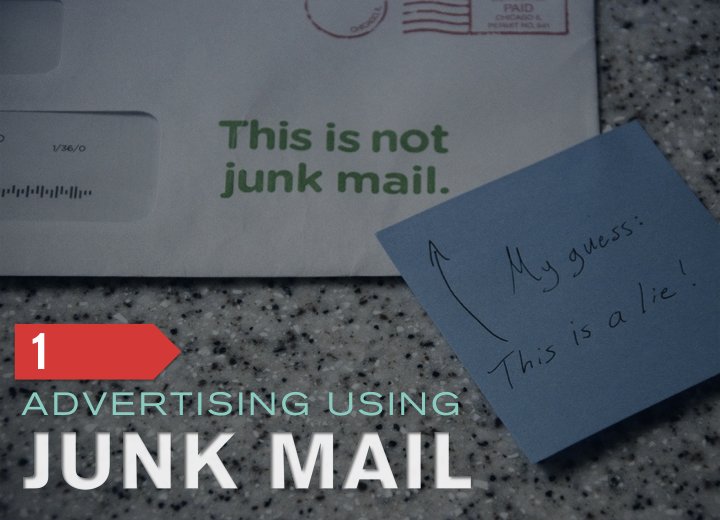 CHICAGO IL
PAID
CHICAGO IL
PERMIT NO. 941
1/36/0
This is not
junk mail.
My guess:
This is a lie!
1
ADVERTISING USING
JUNK MAIL